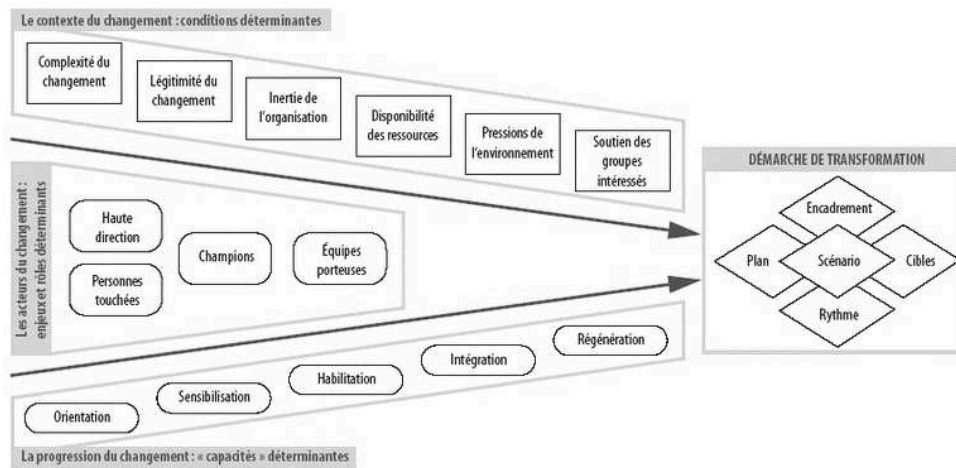 Le contexte du changement : conditions déterminantes
Complexité du
changement
Légitimité du
changement
Inertie de
l'organisation
Disponibilité
des ressources
Pressions de
l'environnement
Soutien des
groupes
intéressés
Les acteurs du changement :
enjeux et rôles déterminants
Haute
direction
Personnes
touchées
Champions
Équipes
porteuses
DÉMARCHE DE TRANSFORMATION
Encadrement
Plan
Scénario
Cibles
Rythme
Orientation
Sensibilisation
Habilitation
Intégration
Régénération
La progression du changement : « capacités » déterminantes